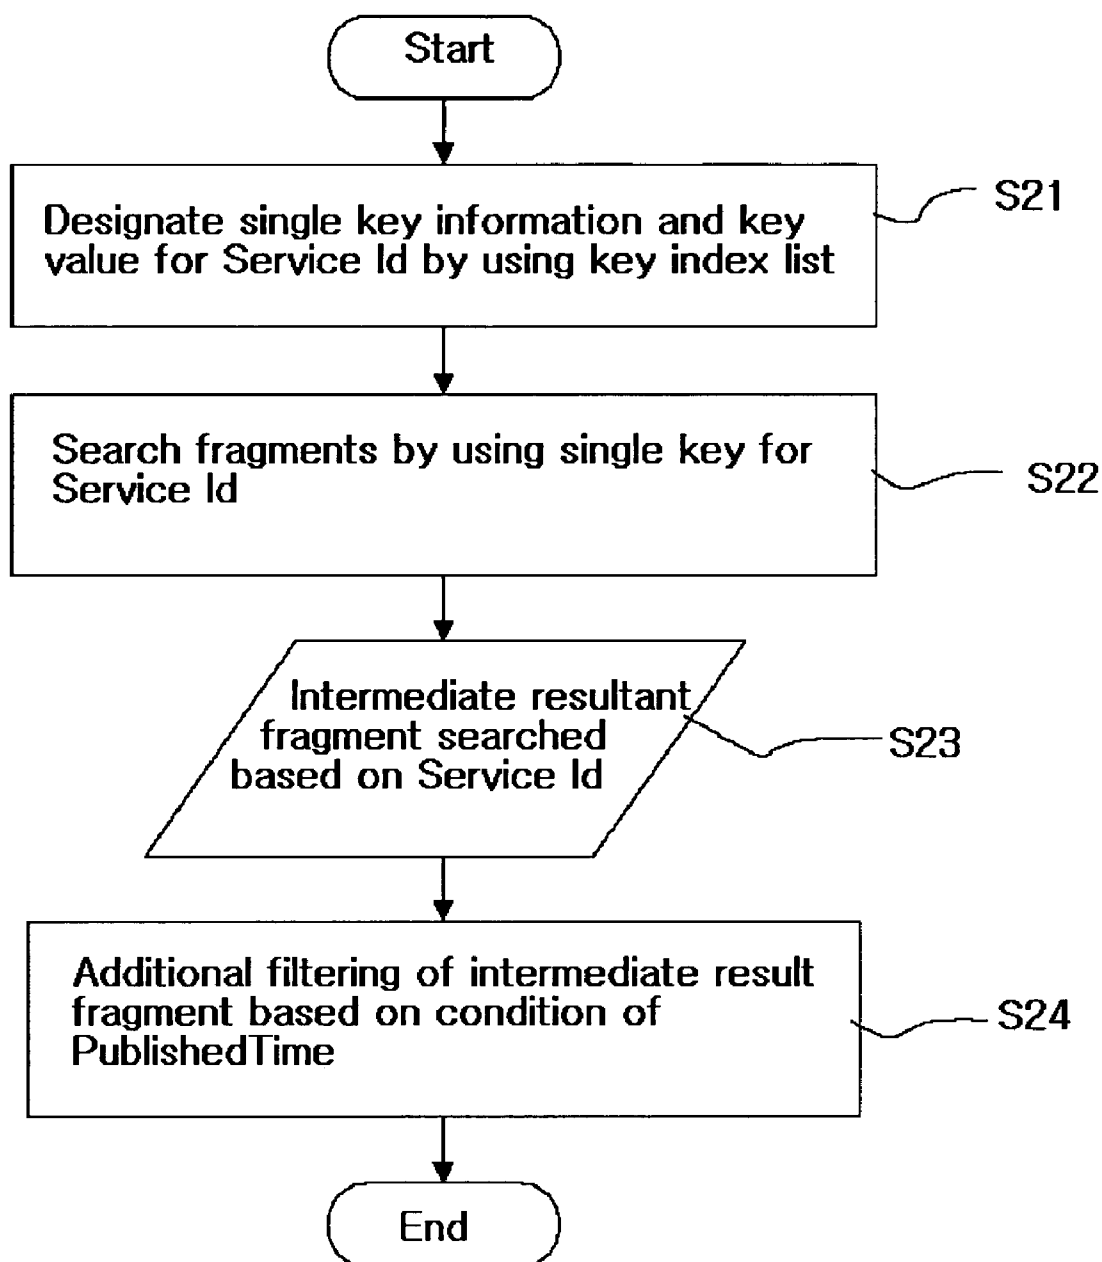 Start
Designate single key information and key
value for Service Id by using key index list
S21
Search fragments by using single key for
Service Id
S22
Intermediate resultant
fragment searched
based on Service Id
S23
Additional filtering of intermediate result
fragment based on condition of
PublishedTime
S24
End